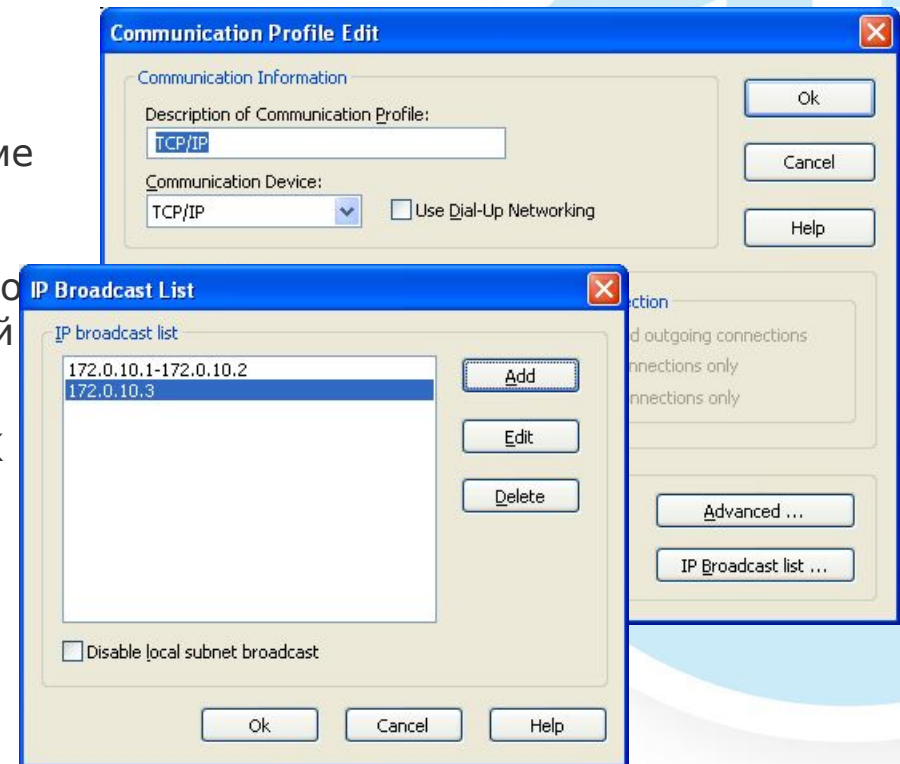 Communication Profile Edit
Communication Information
Description of Communication Profile:
TCP/IP
Communication Device:
TCP/IP
Use Dial-Up Networking
Ok
Cancel
Help
ие
о
й
К
IP Broadcast List
IP broadcast list
172.0.10.1-172.0.10.2
172.0.10.3
Add
Edit
Delete
Disable local subnet broadcast
Ok
Cancel
Help
ction
d outgoing connections
nnections only
nnections only
Advanced ...
IP Broadcast list ...